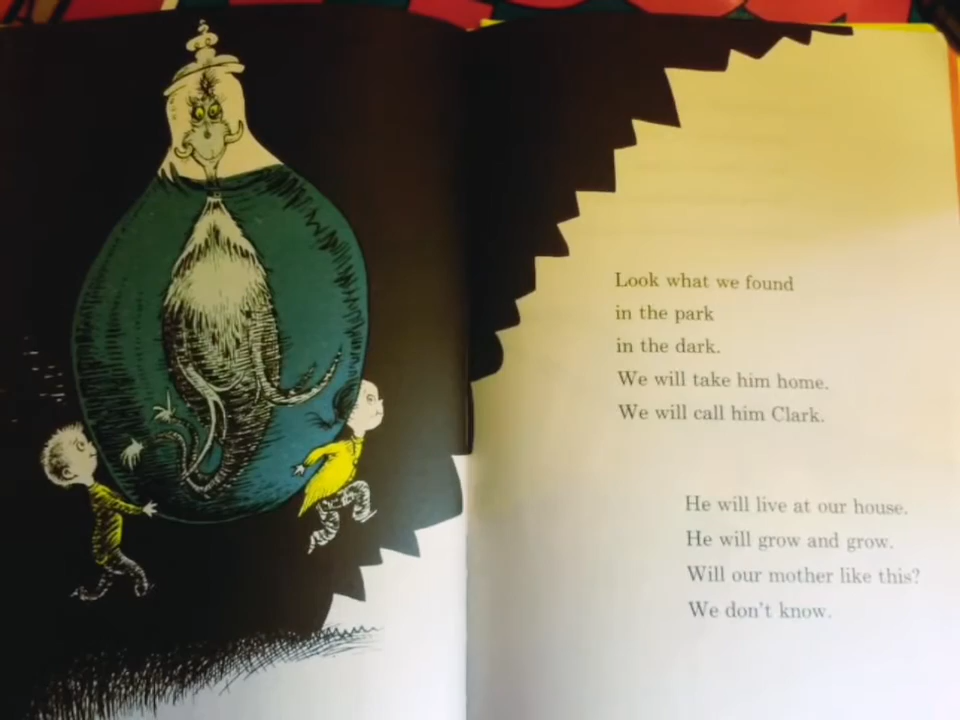 Look what we found
in the park
in the dark.
We will take him home.
We will call him Clark.
He will live at our house.
He will grow and grow.
Will our mother like this?
We don't know.